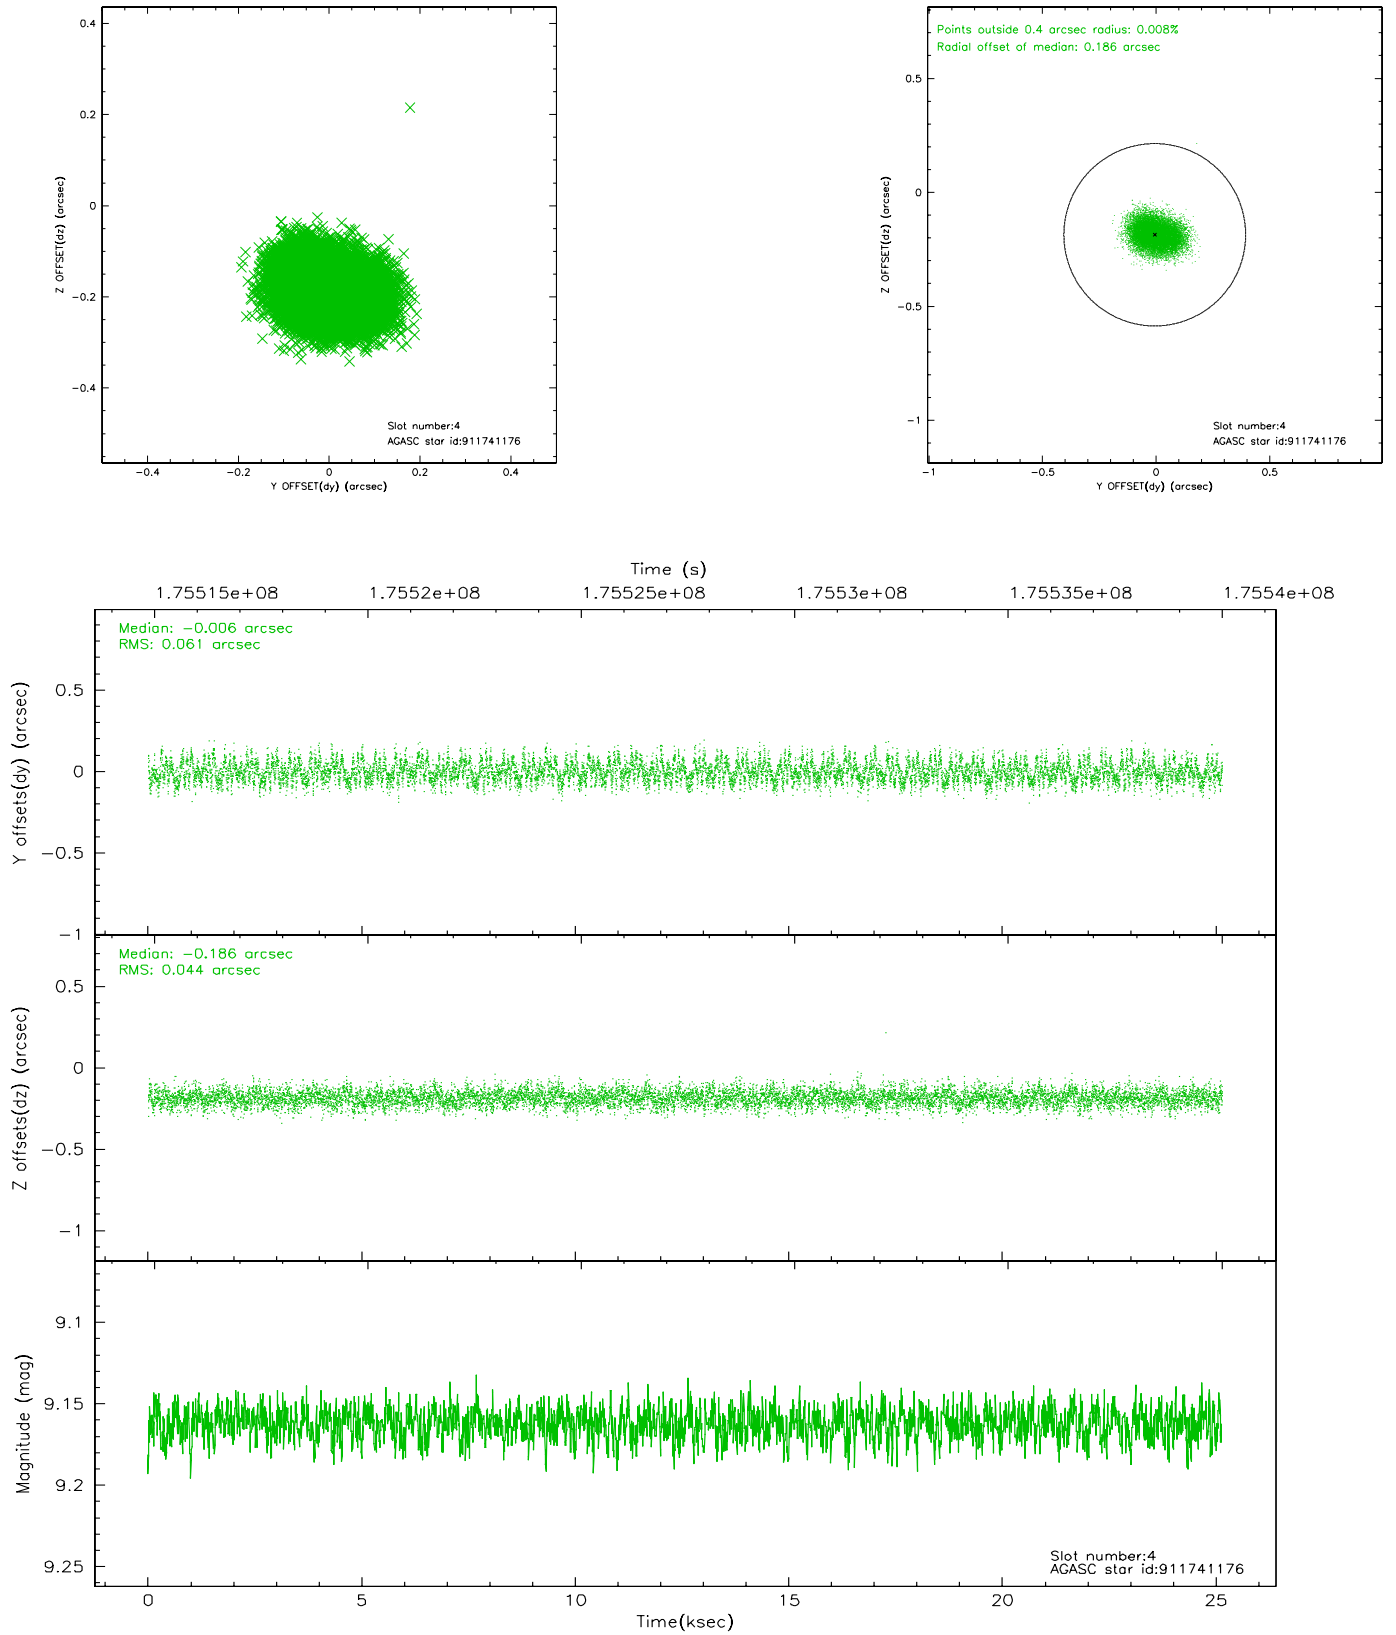 0.4
0.2
0
−0.2
−0.4
Z OFFSET(dz) (arcsec)
Slot number:4
AGASC star id:911741176
−0.4
−0.2
0
0.2
0.4
Y OFFSET(dy) (arcsec)
Points outside 0.4 arcsec radius: 0.008%
Radial offset of median: 0.186 arcsec
0.5
0
−0.5
−1
Z OFFSET(dz) (arcsec)
Slot number:4
AGASC star id:911741176
−1
−0.5
0
0.5
Y OFFSET(dy) (arcsec)
Time (s)
1.75515e+08
1.7552e+08
1.75525e+08
1.7553e+08
1.75535e+08
1.7554e+08
Median: −0.006 arcsec
RMS: 0.061 arcsec
0.5
0
−0.5
−1
Y offsets(dy) (arcsec)
Median: −0.186 arcsec
RMS: 0.044 arcsec
0.5
0
−0.5
−1
Z offsets(dz) (arcsec)
9.1
9.15
9.2
9.25
Magnitude (mag)
Slot number:4
AGASC star id:911741176
0
5
10
15
20
25
Time(ksec)